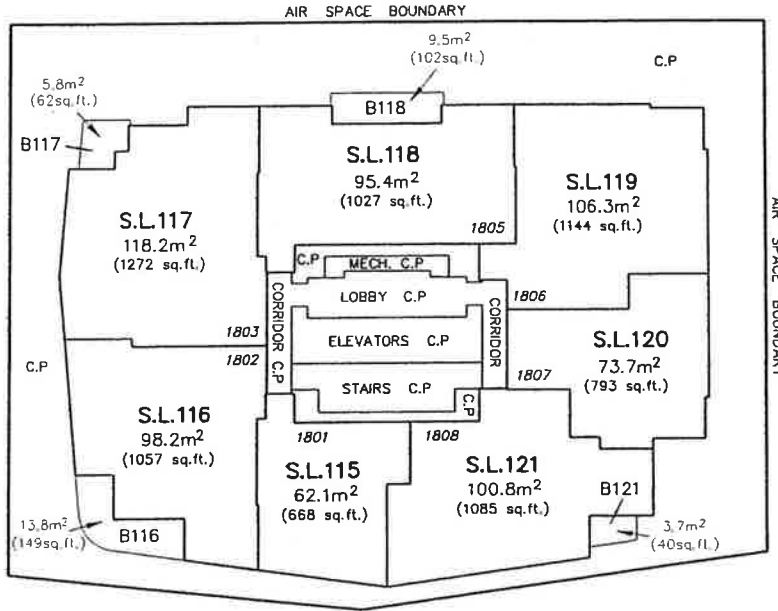 AIR SPACE BOUNDARY
9.5m²
(102sq.ft.)
C.P
5.8m²
(62sq.ft.)
B118
B117
S.L.118
95.4m²
(1027 sq.ft.)
1805
S.L.119
106.3m²
(1144 sq.ft.)
S.L.117
118.2m²
(1272 sq.ft.)
AIR SPACE BOUNDARY
C.P
MECH. C.P
LOBBY C.P
1806
CORRIDOR C.P
CORRIDOR
1803
ELEVATORS C.P
S.L.120
73.7m²
(793 sq.ft.)
1802
C.P
1807
STAIRS C.P
C.P
S.L.116
98.2m²
(1057 sq.ft.)
1801
1808
S.L.115
62.1m²
(668 sq.ft.)
S.L.121
100.8m²
(1085 sq.ft.)
B121
13.8m²
(149sq.ft.)
B116
3.7m²
(40sq.ft.)